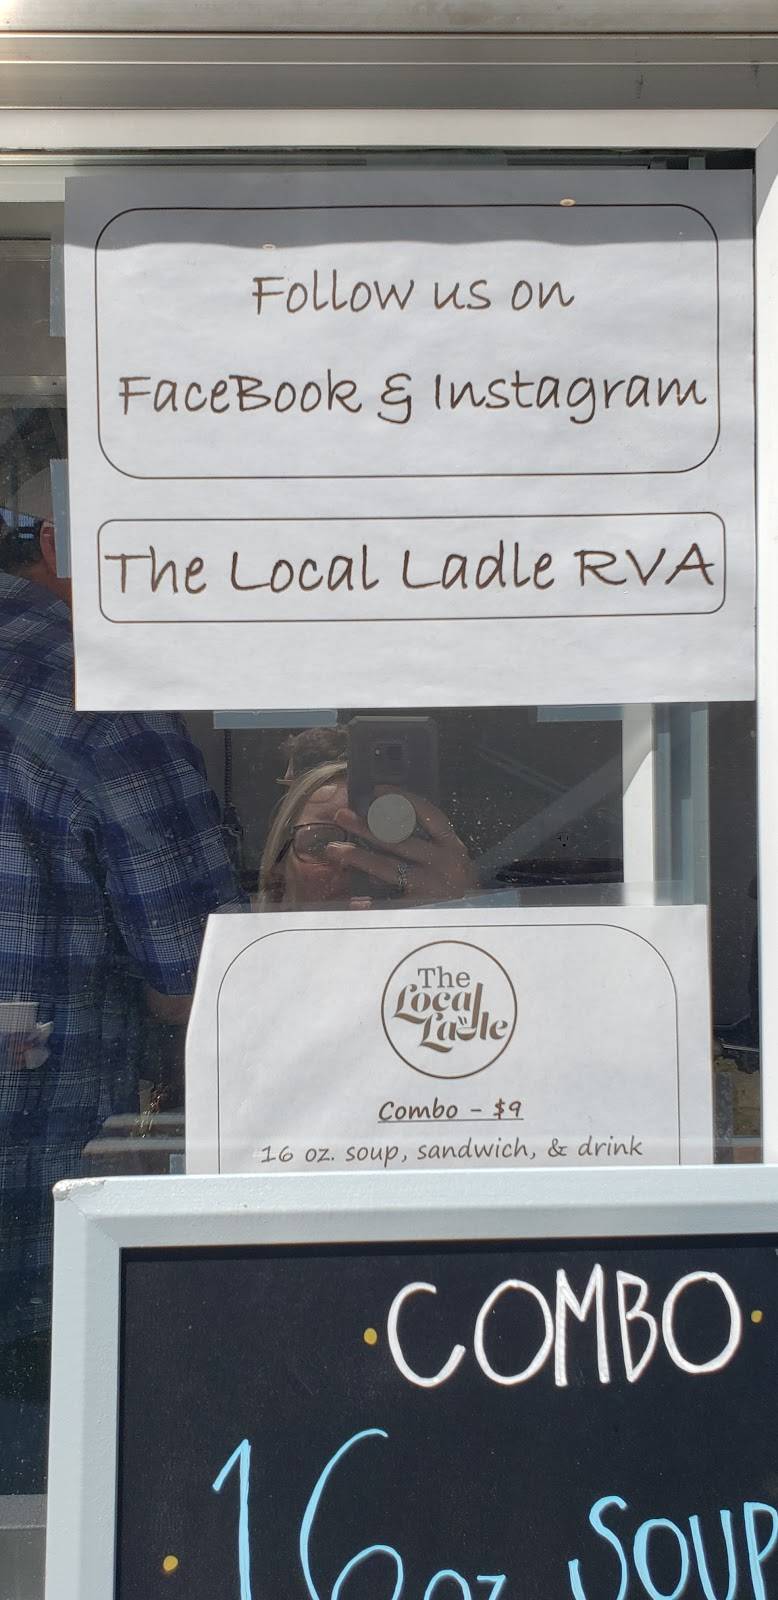 Follow us on
FaceBook & Instagram
The Local Ladle RVA
The
Local
Ladle
Combo - $9
16 oz. soup, sandwich, & drink
COMBO
16 oz SOUP